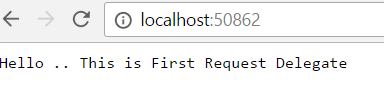 localhost:50862
Hello .. This is First Request Delegate